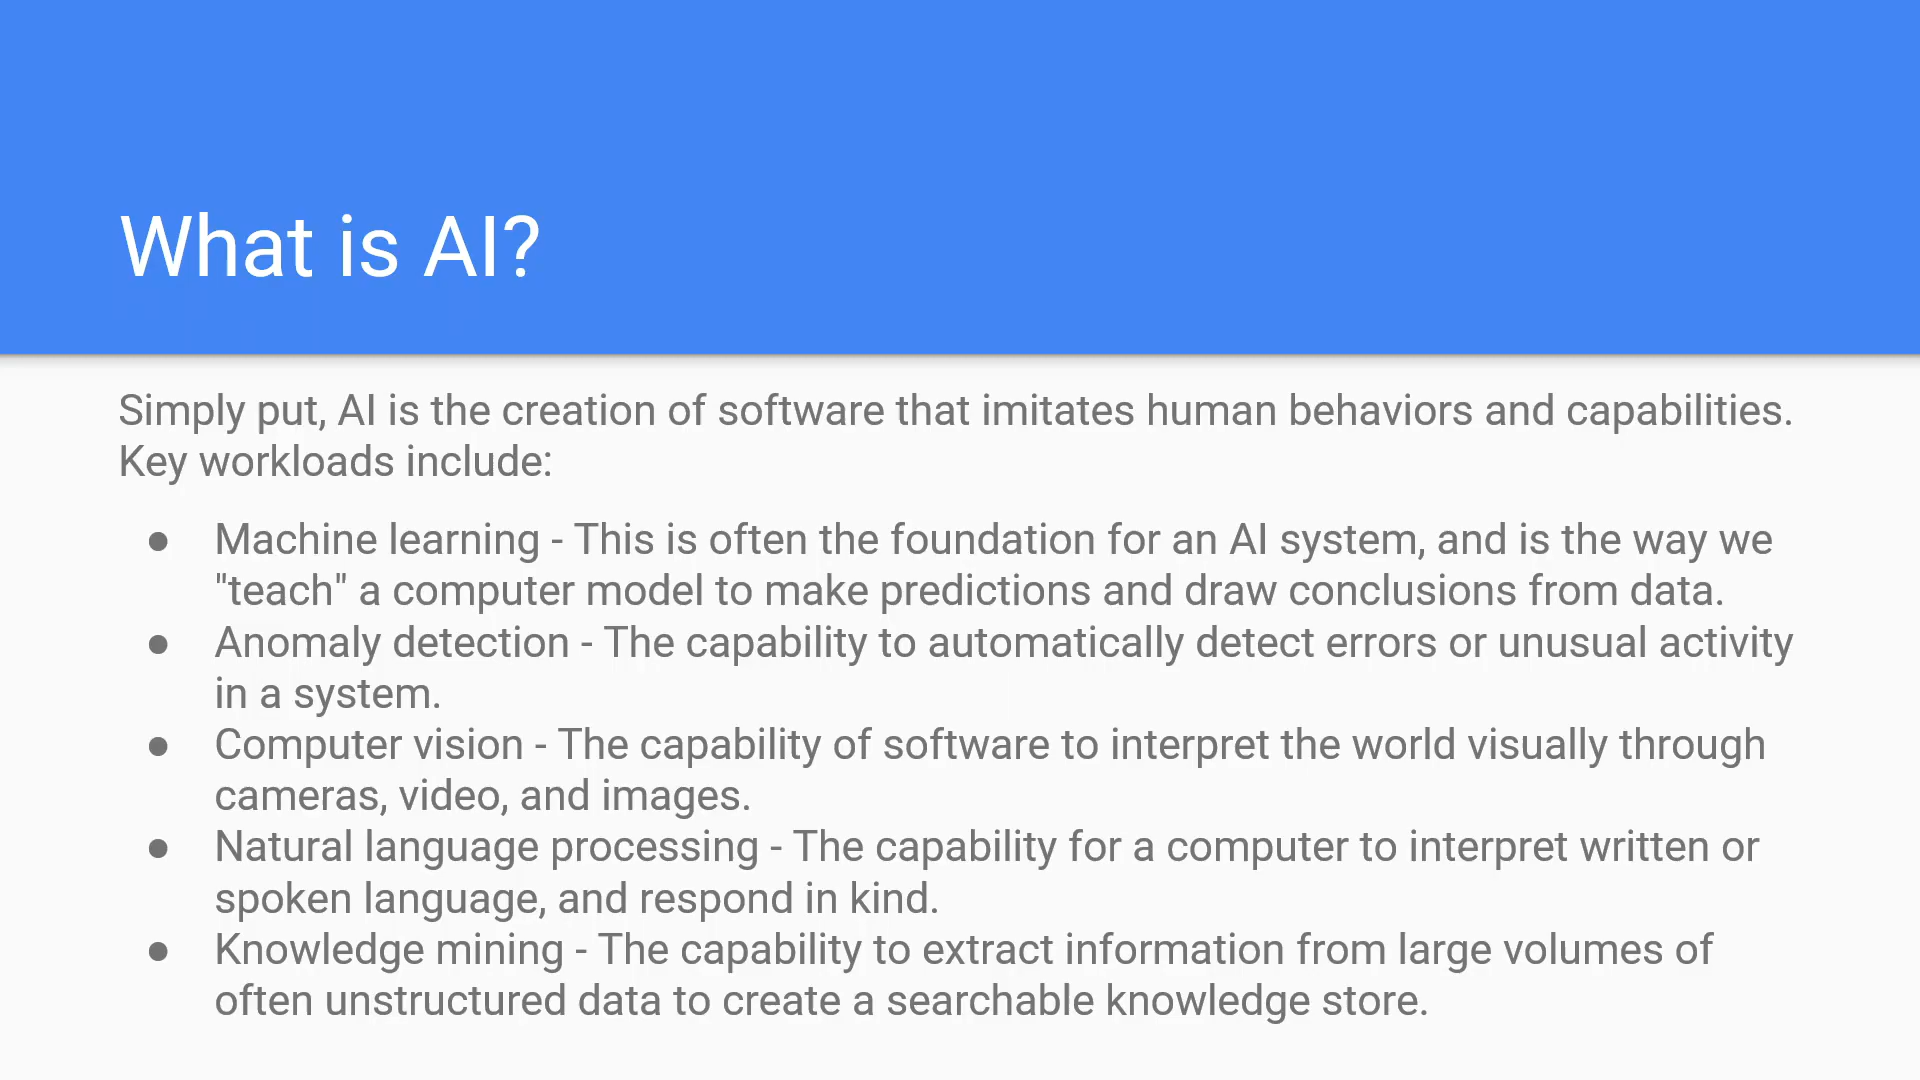 What is AI?
Simply put, AI is the creation of software that imitates human behaviors and capabilities.
Key workloads include:
● Machine learning - This is often the foundation for an AI system, and is the way we
"teach" a computer model to make predictions and draw conclusions from data.
● Anomaly detection - The capability to automatically detect errors or unusual activity
in a system.
● Computer vision - The capability of software to interpret the world visually through
cameras, video, and images.
● Natural language processing - The capability for a computer to interpret written or
spoken language, and respond in kind.
● Knowledge mining - The capability to extract information from large volumes of
often unstructured data to create a searchable knowledge store.